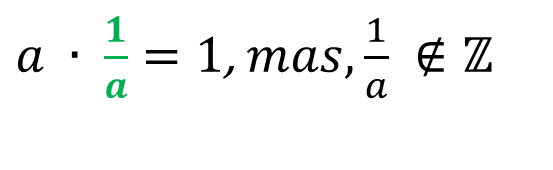 a · 1/a = 1, mas, 1/a ∉ ℤ